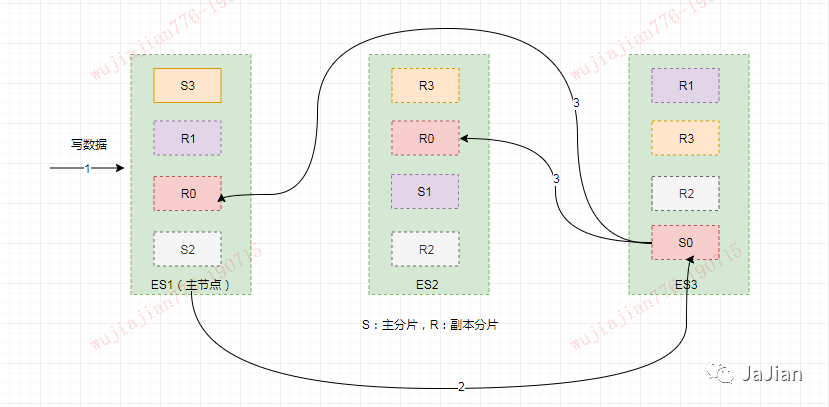 wujiajian776-190715
wujiajian776-190715
S3
R3
R1
3
写数据
R1
R0
R3
1
3
R0
S1
R2
S2
R2
S0
ES1（主节点）
ES2
ES3
wujiajian776-190715
wujiajian776-190715
S：主分片，R：副本分片
JaJian
2